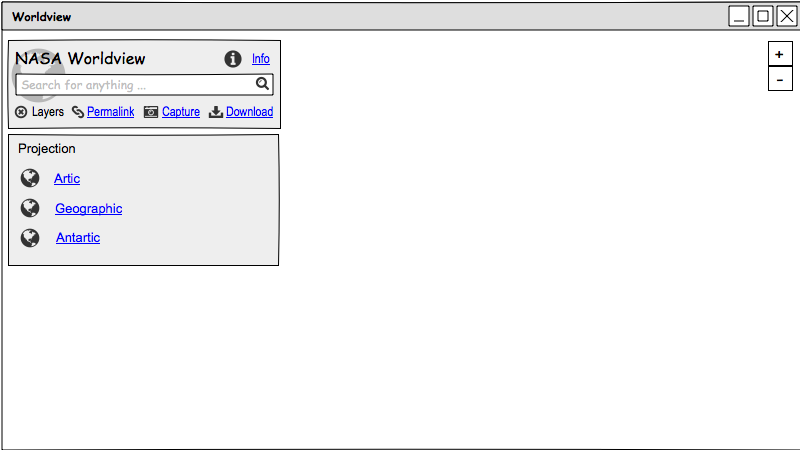 Worldview
NASA Worldview
Info
Search for anything ...
Layers Permalink Capture Download
Projection
Artic
Geographic
Antartic
+
-